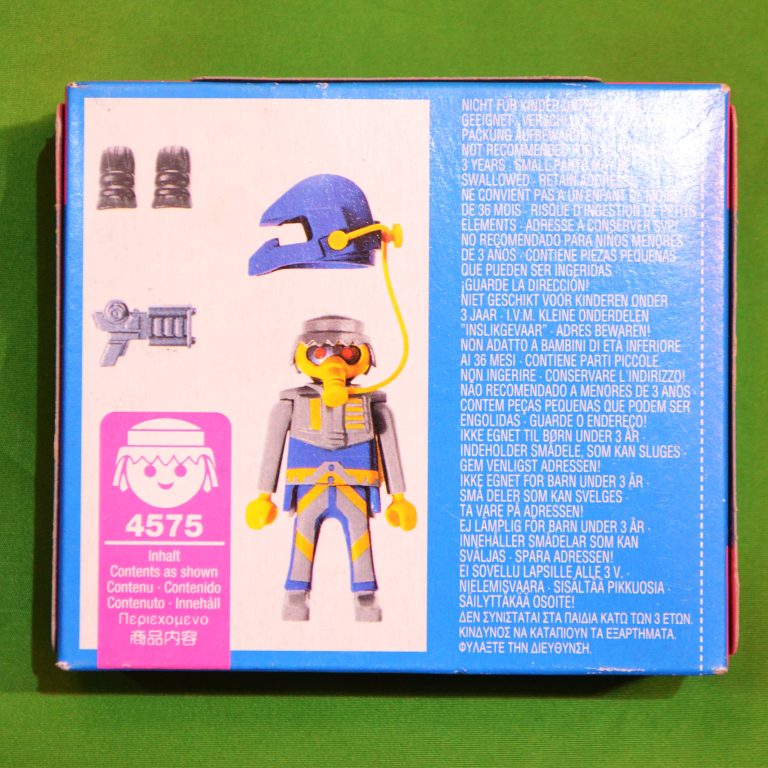 4575
Inhalt
Contents as shown
Contenu · Contenido
Contenuto · Innehåll
Περιεχομενο
商品内容
NICHT FÜR KINDER
GEEIGNET
PACKUNG
NOT RECOMMENDED
3 YEARS · SMALL PARTS
SWALLOWED · RETAIN
NE CONVIENT PAS A UN ENFANT DE MOINS
DE 36 MOIS · RISQUE D'INGESTION DE PETITS
ELEMENTS · ADRESSE A CONSERVER SVP!
NO RECOMENDADO PARA NIÑOS MENORES
DE 3 AÑOS · CONTIENE PIEZAS PEQUEÑAS
QUE PUEDEN SER INGERIDAS ·
¡GUARDE LA DIRECCIÓN!
NIET GESCHIKT VOOR KINDEREN ONDER
3 JAAR · I.V.M. KLEINE ONDERDELEN
"INSLIKGEVAAR" · ADRES BEWAREN!
NON ADATTO A BAMBINI DI ETÀ INFERIORE
AI 36 MESI · CONTIENE PARTI PICCOLE.
NON INGERIRE · CONSERVARE L'INDIRIZZO!
NÃO RECOMENDADO A MENORES DE 3 ANOS ·
CONTEM PEÇAS PEQUENAS QUE PODEM SER
ENGOLIDAS · GUARDE O ENDEREÇO!
IKKE EGNET TIL BØRN UNDER 3 ÅR ·
INDEHOLDER SMÅDELE, SOM KAN SLUGES ·
GEM VENLIGST ADRESSEN!
IKKE EGNET FOR BARN UNDER 3 ÅR ·
SMÅ DELER SOM KAN SVELGES ·
TA VARE PÅ ADRESSEN!
EJ LÄMPLIG FÖR BARN UNDER 3 ÅR ·
INNEHÅLLER SMÅDELAR SOM KAN
SVÄLJAS · SPARA ADRESSEN!
EI SOVELLU LAPSILLE ALLE 3 V. ·
NIELEMISVAARA · SISÄLTÄÄ PIKKUOSIA ·
SÄILYTTÄKÄÄ OSOITE!
ΔΕΝ ΣΥΝΙΣΤΑΤΑΙ ΣΤΑ ΠΑΙΔΙΑ ΚΑΤΩ ΤΩΝ 3 ΕΤΩΝ.
ΚΙΝΔΥΝΟΣ ΝΑ ΚΑΤΑΠΙΟΥΝ ΤΑ ΕΞΑΡΤΗΜΑΤΑ.
ΦΥΛΑΞΤΕ ΤΗΝ ΔΙΕΥΘΥΝΣΗ.